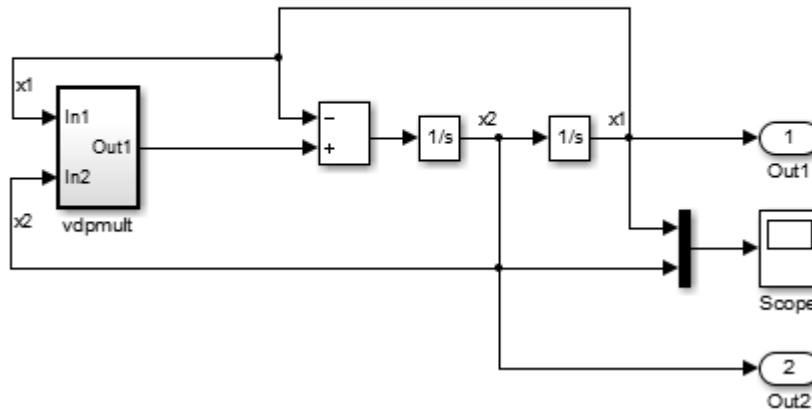 x1
In1
Out1
In2
x2
vdpmult
−
+
1/s
x2
1/s
x1
1
Out1
Scope
2
Out2